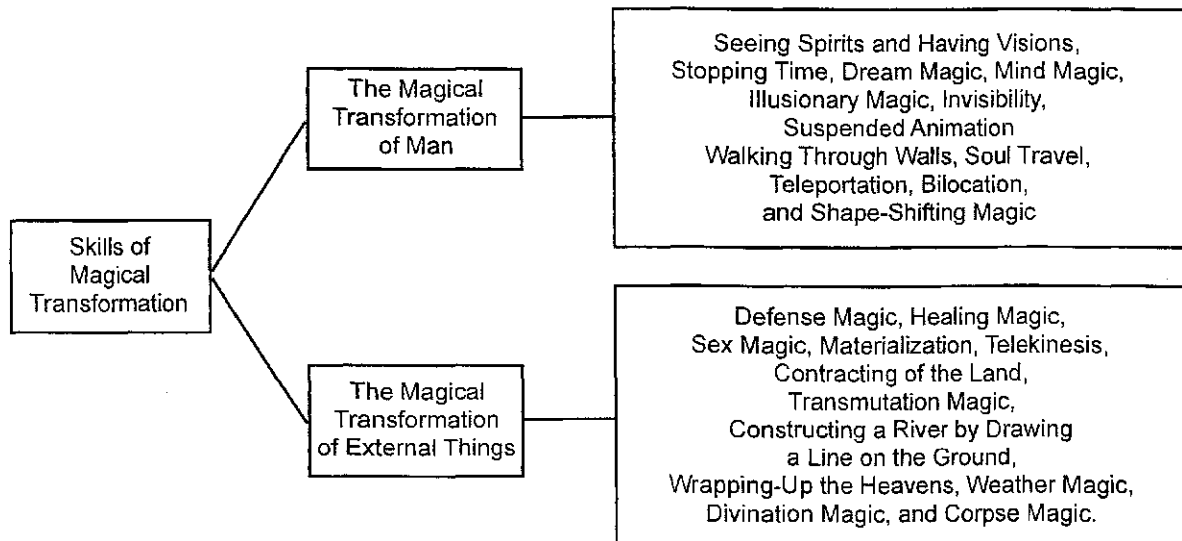 Skills of
Magical
Transformation
The Magical
Transformation
of Man
Seeing Spirits and Having Visions,
Stopping Time, Dream Magic, Mind Magic,
Illusionary Magic, Invisibility,
Suspended Animation
Walking Through Walls, Soul Travel,
Teleportation, Bilocation,
and Shape-Shifting Magic
The Magical
Transformation
of External Things
Defense Magic, Healing Magic,
Sex Magic, Materialization, Telekinesis,
Contracting of the Land,
Transmutation Magic,
Constructing a River by Drawing
a Line on the Ground,
Wrapping-Up the Heavens, Weather Magic,
Divination Magic, and Corpse Magic.